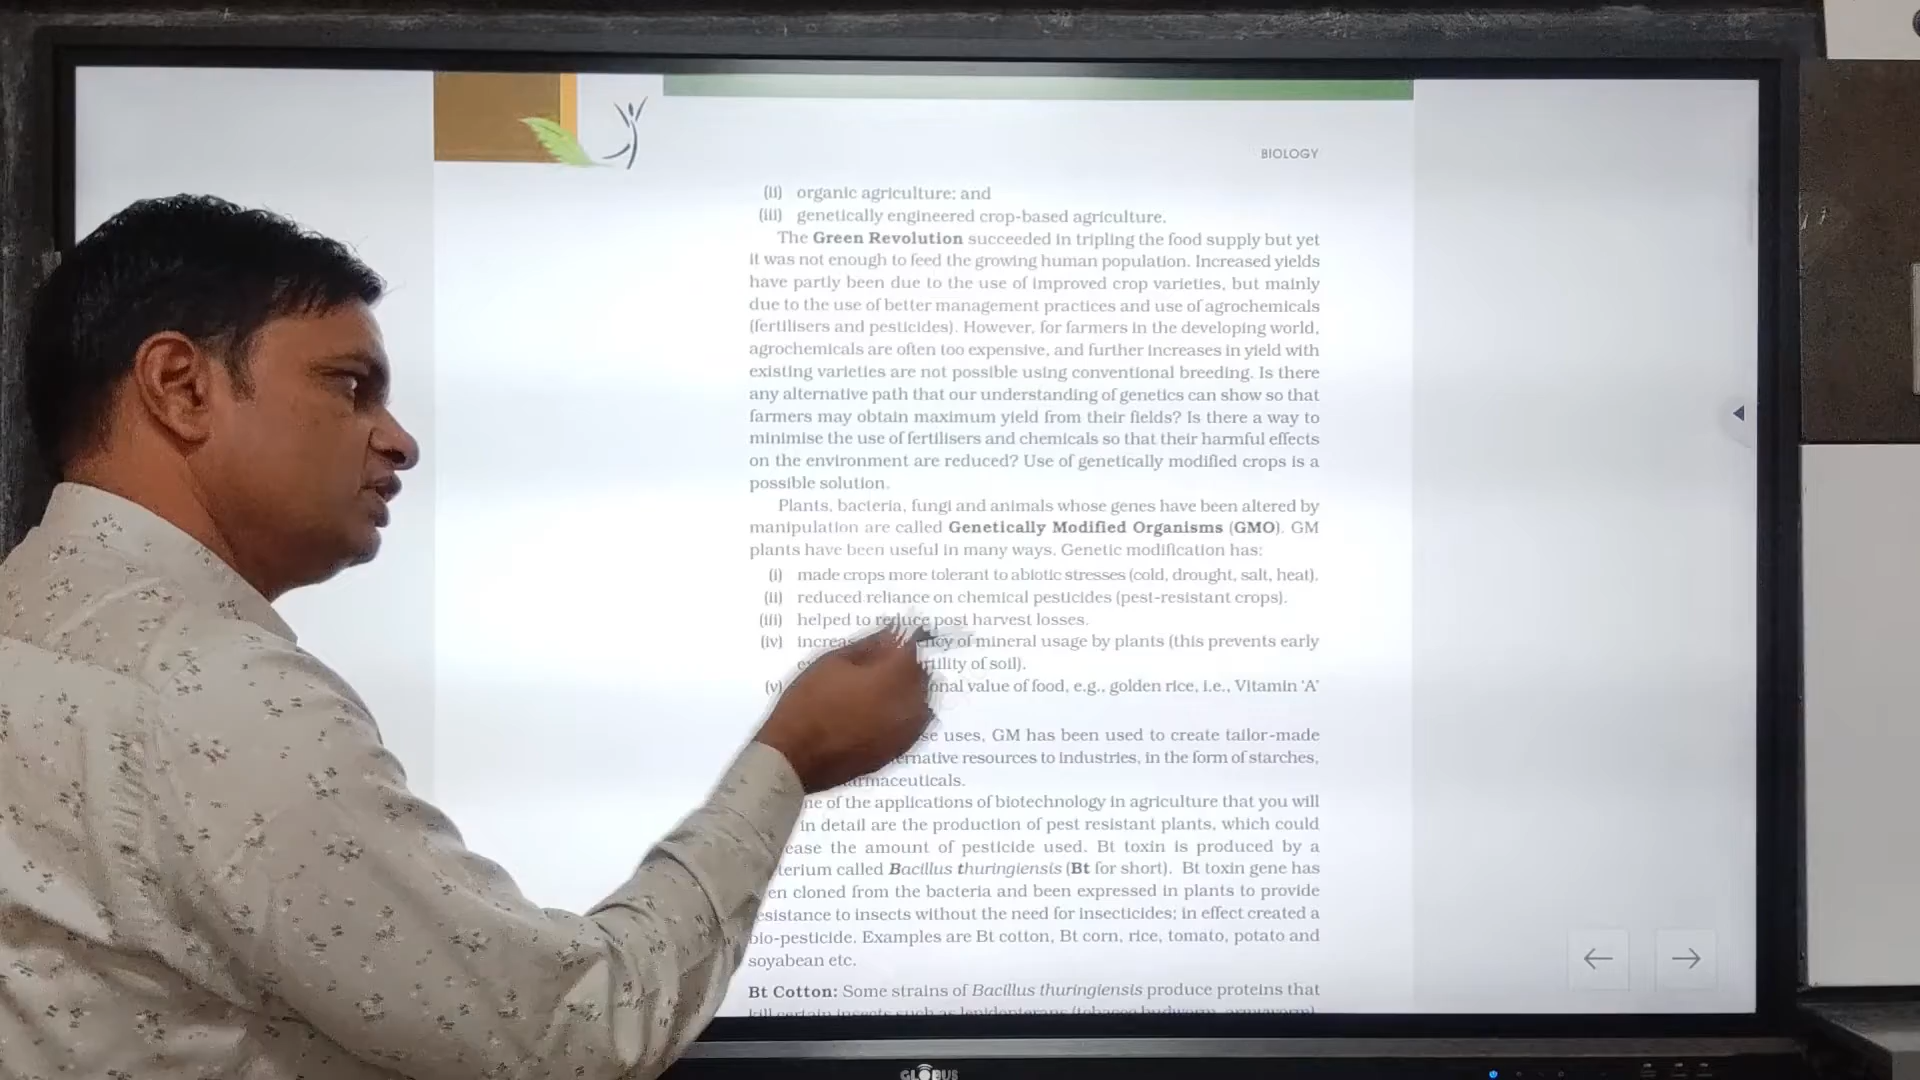 BIOLOGY
(ii) organic agriculture; and
(iii) genetically engineered crop-based agriculture.
The Green Revolution succeeded in tripling the food supply but yet
it was not enough to feed the growing human population. Increased yields
have partly been due to the use of improved crop varieties, but mainly
due to the use of better management practices and use of agrochemicals
(fertilisers and pesticides). However, for farmers in the developing world,
agrochemicals are often too expensive, and further increases in yield with
existing varieties are not possible using conventional breeding. Is there
any alternative path that our understanding of genetics can show so that
farmers may obtain maximum yield from their fields? Is there a way to
minimise the use of fertilisers and chemicals so that their harmful effects
on the environment are reduced? Use of genetically modified crops is a
possible solution.
Plants, bacteria, fungi and animals whose genes have been altered by
manipulation are called Genetically Modified Organisms (GMO). GM
plants have been useful in many ways. Genetic modification has:
(i) made crops more tolerant to abiotic stresses (cold, drought, salt, heat).
(ii) reduced reliance on chemical pesticides (pest-resistant crops).
(iii) helped to reduce post harvest losses.
(iv) of mineral usage by plants (this prevents early
of soil).
(v) value of food, e.g., golden rice, i.e., Vitamin 'A'
uses, GM has been used to create tailor-made
resources to industries, in the form of starches,
of the applications of biotechnology in agriculture that you will
in detail are the production of pest resistant plants, which could
the amount of pesticide used. Bt toxin is produced by a
called Bacillus thuringiensis (Bt for short). Bt toxin gene has
cloned from the bacteria and been expressed in plants to provide
to insects without the need for insecticides; in effect created a
bio-pesticide. Examples are Bt cotton, Bt corn, rice, tomato, potato and
soyabean etc.
Bt Cotton: Some strains of Bacillus thuringiensis produce proteins that
kill certain insects such as lepidopterans (tobacco budworm, armyworm),
GLOBUS